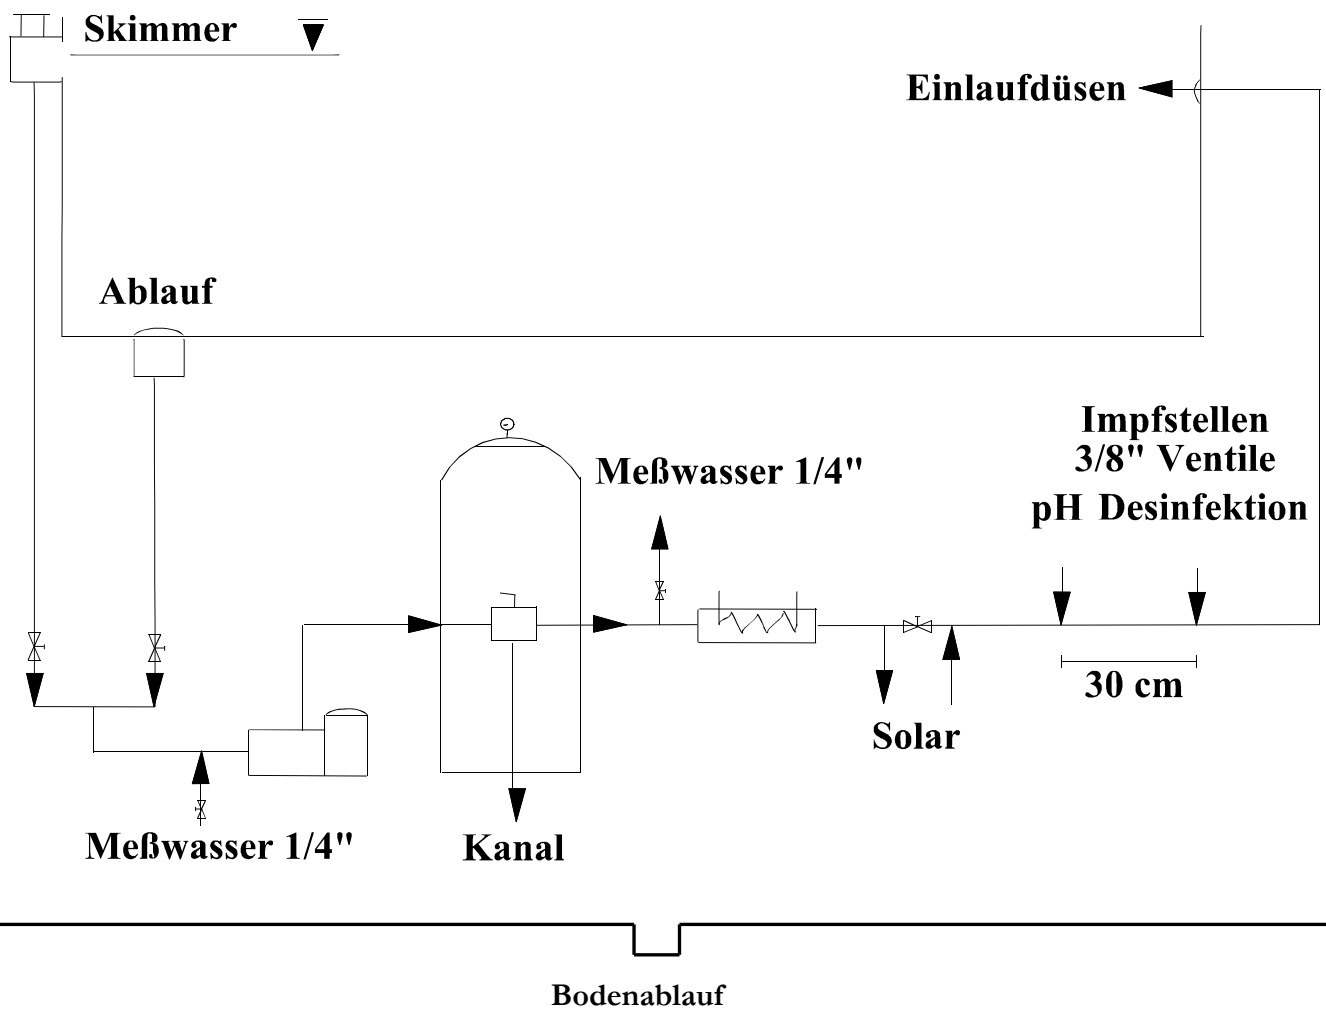 Skimmer
Einlaufdüsen
Ablauf
Impfstellen
3/8" Ventile
pH Desinfektion
Meßwasser 1/4"
30 cm
Solar
Meßwasser 1/4"
Kanal
Bodenablauf